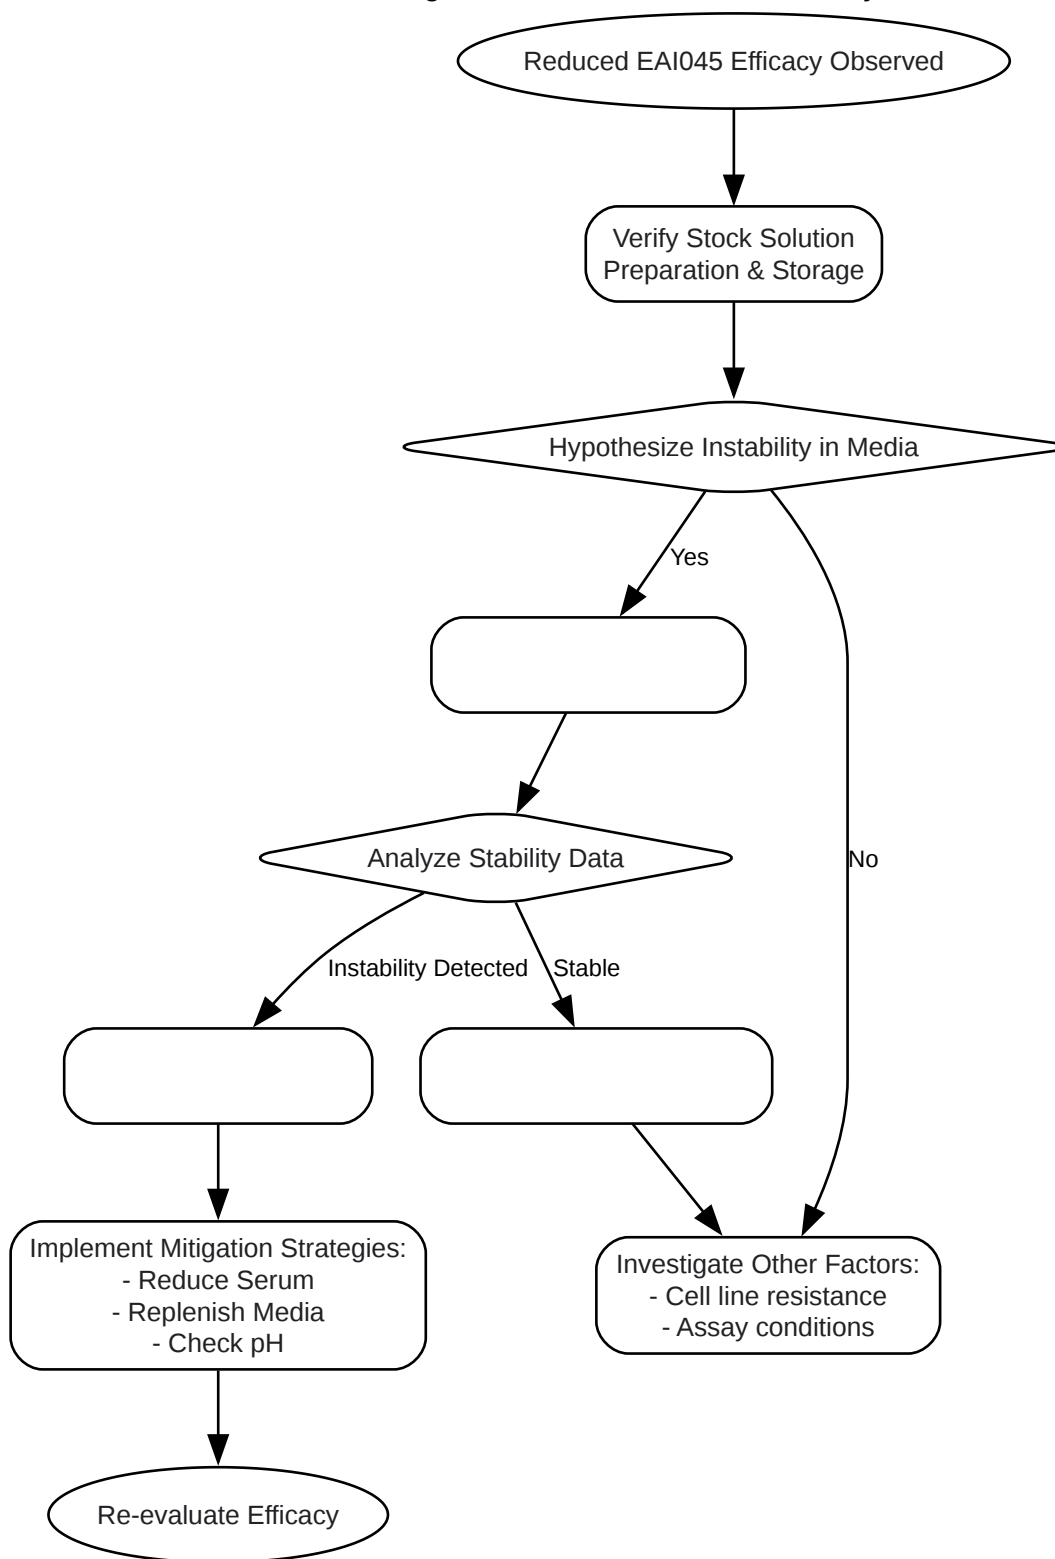 Reduced EAI045 Efficacy Observed
Verify Stock Solution
Preparation & Storage
Hypothesize Instability in Media
Yes
Analyze Stability Data
No
Instability Detected
Stable
Implement Mitigation Strategies:
- Reduce Serum
- Replenish Media
- Check pH
Investigate Other Factors:
- Cell line resistance
- Assay conditions
Re-evaluate Efficacy